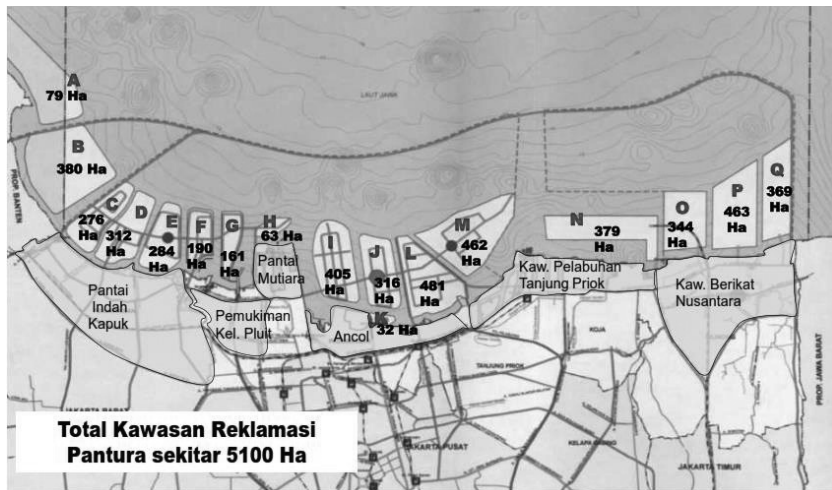 A
79 Ha
LAUT JAWA
B
380 Ha
PROP. BANTEN
C
276
Ha
D
312
Ha
E
284
Ha
F
190
Ha
G
161
Ha
H
63 Ha
I
405
Ha
J
316
Ha
K
32 Ha
L
481
Ha
M
462
Ha
N
379
Ha
O
344
Ha
P
463
Ha
Q
369
Ha
Pantai
Indah
Kapuk
Pemukiman
Kel. Pluit
Pantai
Mutiara
Ancol
Kaw. Pelabuhan
Tanjung Priok
Kaw. Berikat
Nusantara
KOJA
TANJUNG PRIOK
KELAPA GADING
JAKARTA BARAT
JAKARTA PUSAT
JAKARTA TIMUR
PROP. JAWA BARAT
Total Kawasan Reklamasi
Pantura sekitar 5100 Ha